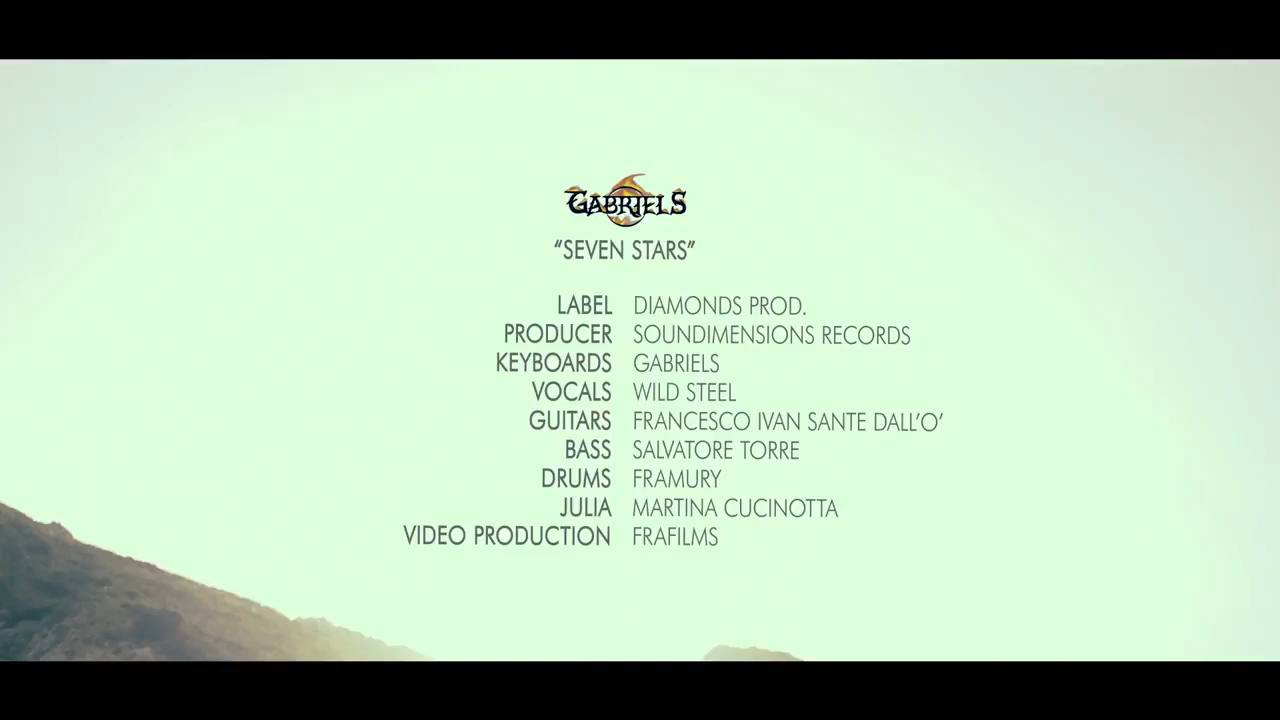 GABRIELS
“SEVEN STARS”
LABEL DIAMONDS PROD.
PRODUCER SOUNDIMENSIONS RECORDS
KEYBOARDS GABRIELS
VOCALS WILD STEEL
GUITARS FRANCESCO IVAN SANTE DALL’O’
BASS SALVATORE TORRE
DRUMS FRAMURY
JULIA MARTINA CUCINOTTA
VIDEO PRODUCTION FRAFILMS